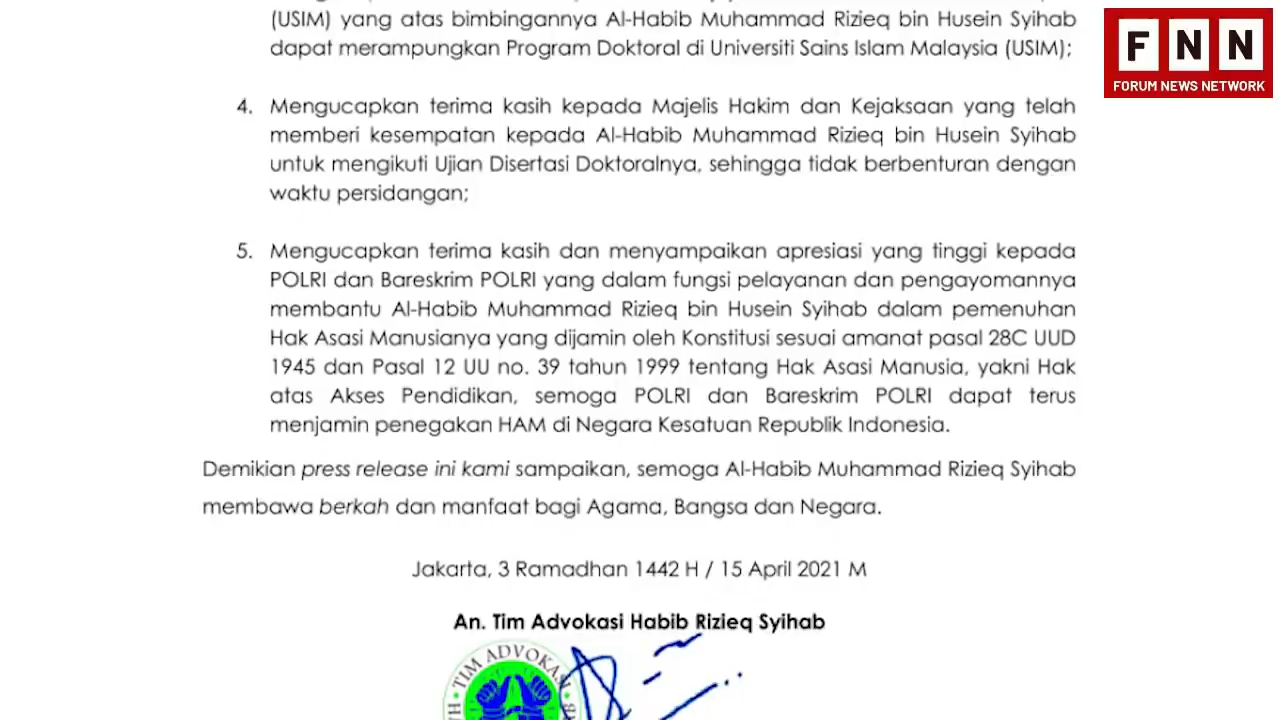 (USIM) yang atas bimbingannya Al-Habib Muhammad Rizieq bin Husein Syihab
dapat merampungkan Program Doktoral di Universiti Sains Islam Malaysia (USIM);
4. Mengucapkan terima kasih kepada Majelis Hakim dan Kejaksaan yang telah
memberi kesempatan kepada Al-Habib Muhammad Rizieq bin Husein Syihab
untuk mengikuti Ujian Disertasi Doktoralnya, sehingga tidak berbenturan dengan
waktu persidangan;
5. Mengucapkan terima kasih dan menyampaikan apresiasi yang tinggi kepada
POLRI dan Bareskrim POLRI yang dalam fungsi pelayanan dan pengayomannya
membantu Al-Habib Muhammad Rizieq bin Husein Syihab dalam pemenuhan
Hak Asasi Manusianya yang dijamin oleh Konstitusi sesuai amanat pasal 28C UUD
1945 dan Pasal 12 UU no. 39 tahun 1999 tentang Hak Asasi Manusia, yakni Hak
atas Akses Pendidikan, semoga POLRI dan Bareskrim POLRI dapat terus
menjamin penegakan HAM di Negara Kesatuan Republik Indonesia.
Demikian press release ini kami sampaikan, semoga Al-Habib Muhammad Rizieq Syihab
membawa berkah dan manfaat bagi Agama, Bangsa dan Negara.
Jakarta, 3 Ramadhan 1442 H / 15 April 2021 M
An. Tim Advokasi Habib Rizieq Syihab
TIM ADVOKASI
FNN
FORUM NEWS NETWORK